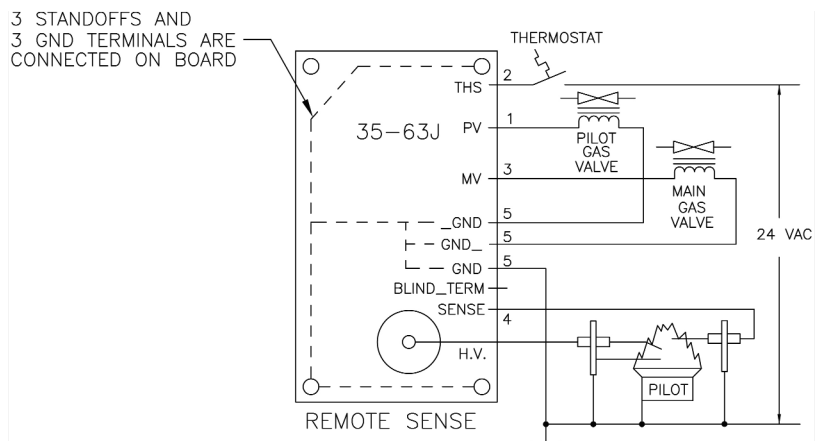 3 STANDOFFS AND
3 GND TERMINALS ARE
CONNECTED ON BOARD
THERMOSTAT
THS 2
35-63J
PV 1
PILOT
GAS
VALVE
MV 3
MAIN
GAS
VALVE
_GND 5
GND_ 5
GND 5
24 VAC
BLIND_TERM
SENSE
4
H.V.
PILOT
REMOTE SENSE